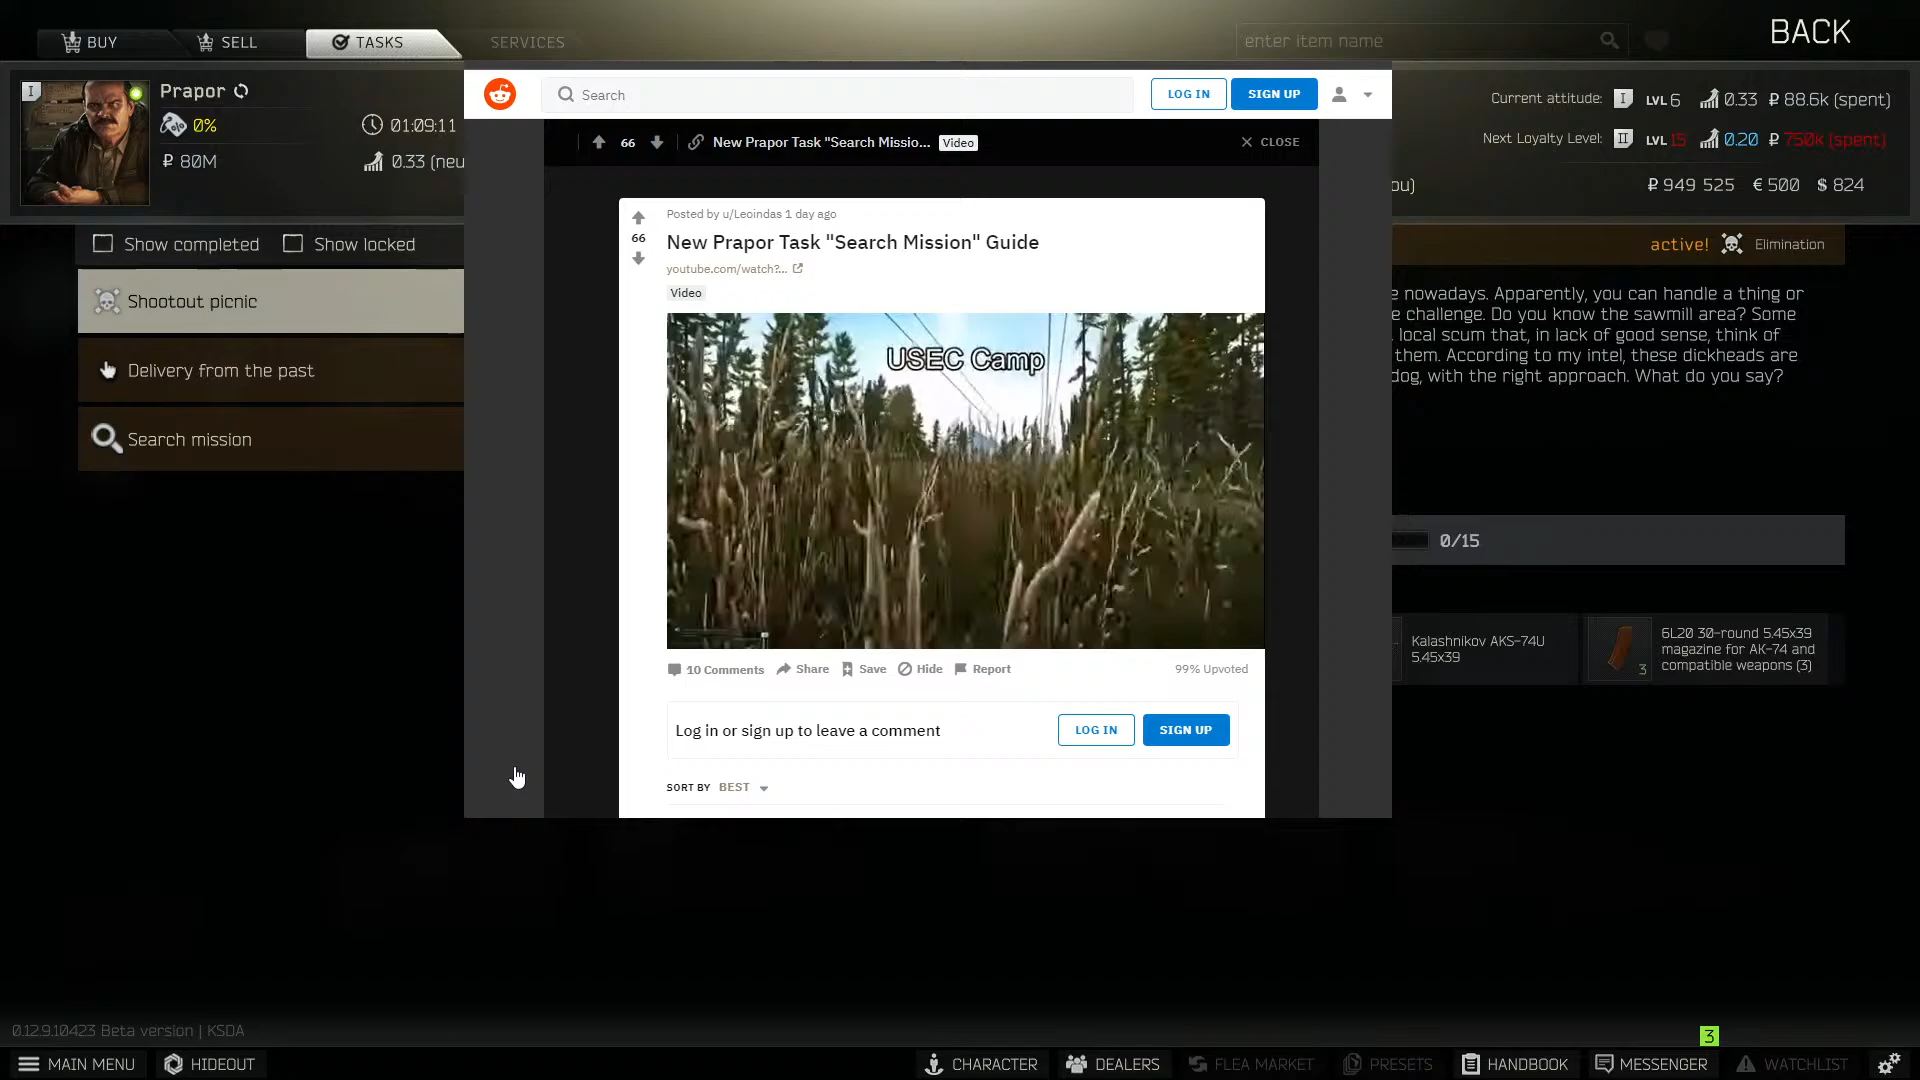 BUY
SELL
TASKS
SERVICES
enter item name
BACK
I
Prapor
0%
01:09:11
₽ 80M
0.33 (neu
Current attitude: I LVL 6 0.33 ₽ 88.6k (spent)
Next Loyalty Level: II LVL 15 0.20 ₽ 750k (spent)
ou)
₽ 949 525 € 500 $ 824
Search
LOG IN
SIGN UP
66
New Prapor Task "Search Missio...
Video
CLOSE
Posted by u/Leoindas 1 day ago
66
New Prapor Task "Search Mission" Guide
youtube.com/watch?...
Video
USEC Camp
10 Comments
Share
Save
Hide
Report
99% Upvoted
Log in or sign up to leave a comment
LOG IN
SIGN UP
SORT BY BEST
Show completed
Show locked
Shootout picnic
Delivery from the past
Search mission
active!
Elimination
e nowadays. Apparently, you can handle a thing or
e challenge. Do you know the sawmill area? Some
local scum that, in lack of good sense, think of
them. According to my intel, these dickheads are
dog, with the right approach. What do you say?
0/15
Kalashnikov AKS-74U
5.45x39
3
6L20 30-round 5.45x39
magazine for AK-74 and
compatible weapons (3)
0.12.9.10423 Beta version | KSDA
3
MAIN MENU
HIDEOUT
CHARACTER
DEALERS
FLEA MARKET
PRESETS
HANDBOOK
MESSENGER
WATCHLIST